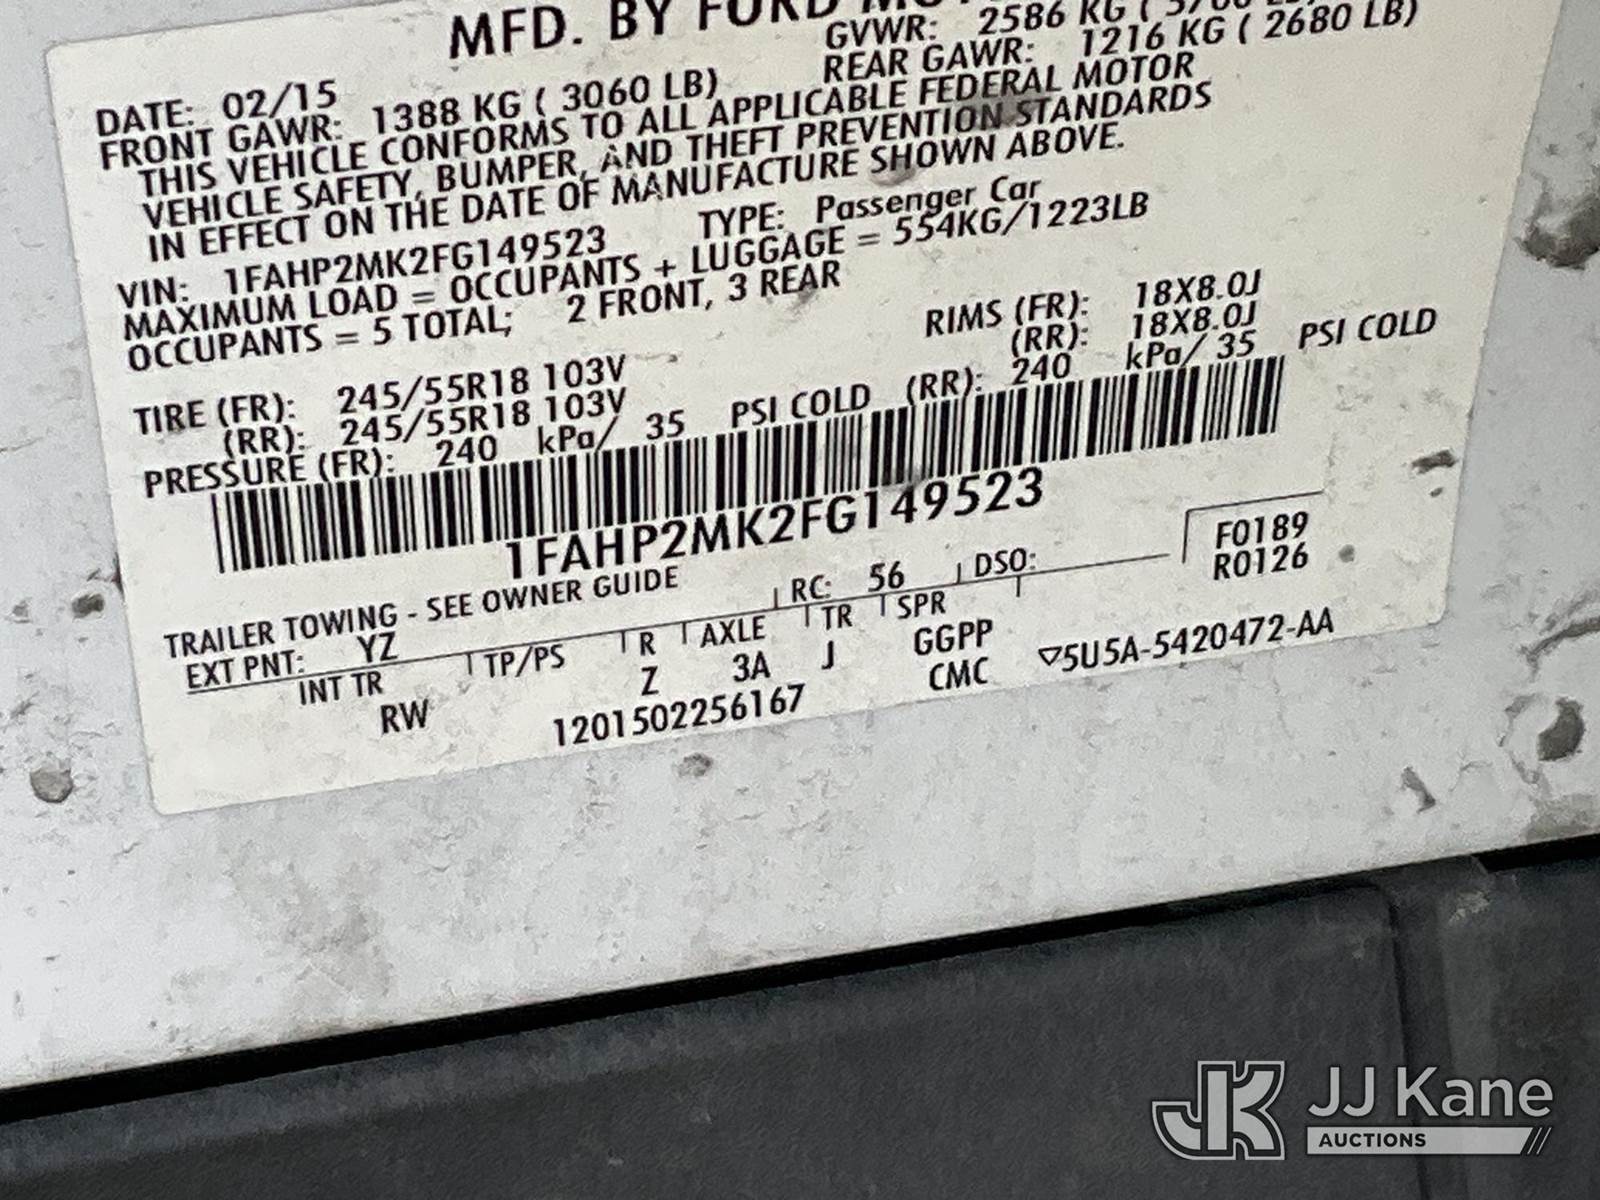 MFD. BY FORD
DATE: 02/15 GVWR: 2586 KG (
FRONT GAWR: 1388 KG ( 3060 LB) REAR GAWR: 1216 KG ( 2680 LB)
THIS VEHICLE CONFORMS TO ALL APPLICABLE FEDERAL MOTOR
VEHICLE SAFETY, BUMPER, AND THEFT PREVENTION STANDARDS
IN EFFECT ON THE DATE OF MANUFACTURE SHOWN ABOVE.
VIN: 1FAHP2MK2FG149523 TYPE: Passenger Car
MAXIMUM LOAD = OCCUPANTS + LUGGAGE = 554KG/1223LB
OCCUPANTS = 5 TOTAL; 2 FRONT, 3 REAR
TIRE (FR): 245/55R18 103V RIMS (FR): 18X8.0J
(RR): 245/55R18 103V (RR): 18X8.0J
PRESSURE (FR): 240 kPa/ 35 PSI COLD (RR): 240 kPa/ 35 PSI COLD
1FAHP2MK2FG149523
F0189
R0126
TRAILER TOWING - SEE OWNER GUIDE
EXT PNT: YZ RC: 56 DSO:
INT TR TP/PS R AXLE TR SPR
RW Z 3A J GGPP
1201502256167 CMC ▽5U5A-5420472-AA
JK JJ Kane
AUCTIONS